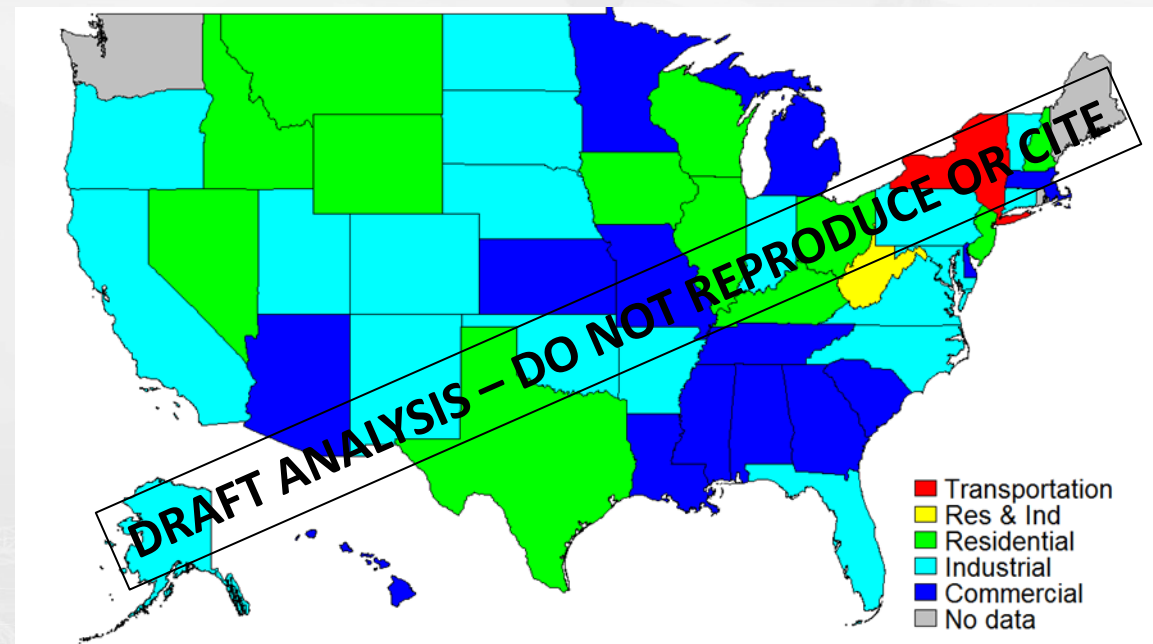 DRAFT ANALYSIS – DO NOT REPRODUCE OR CITE
Transportation
Res & Ind
Residential
Industrial
Commercial
No data